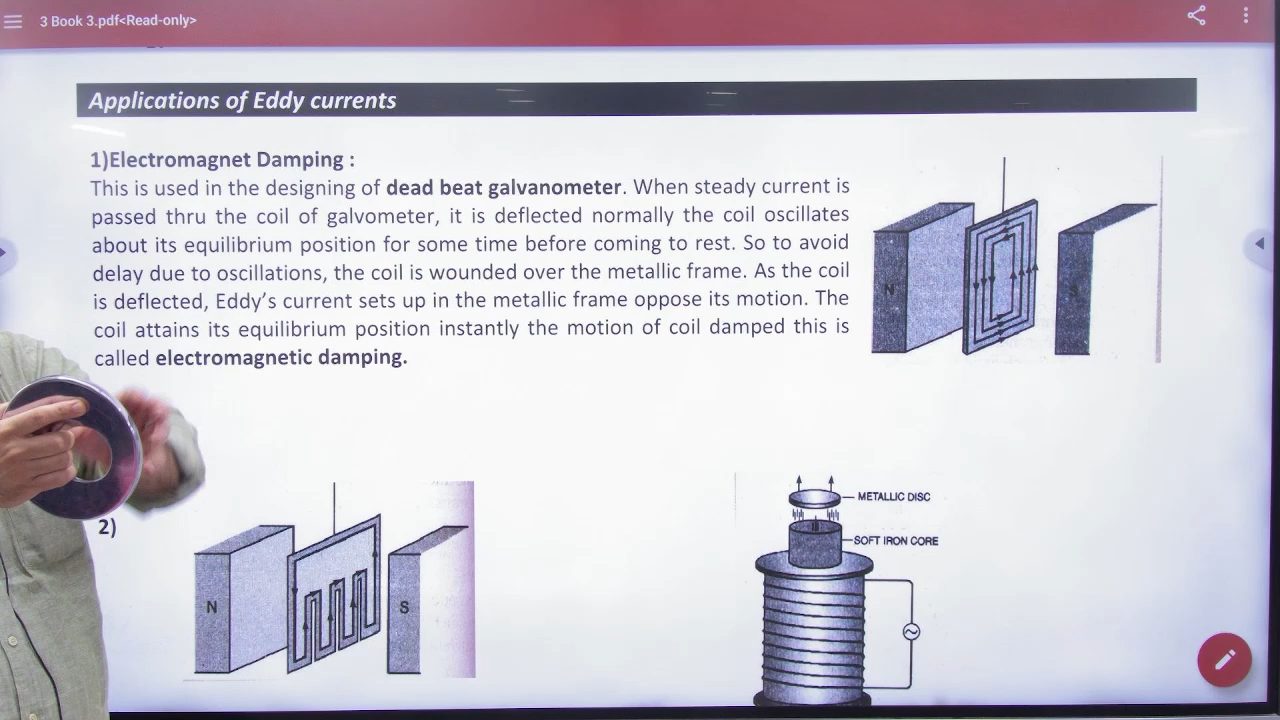 3 Book 3.pdf<Read-only>
Applications of Eddy currents
1)Electromagnet Damping :
This is used in the designing of dead beat galvanometer. When steady current is
passed thru the coil of galvometer, it is deflected normally the coil oscillates
about its equilibrium position for some time before coming to rest. So to avoid
delay due to oscillations, the coil is wounded over the metallic frame. As the coil
is deflected, Eddy's current sets up in the metallic frame oppose its motion. The
coil attains its equilibrium position instantly the motion of coil damped this is
called electromagnetic damping.
N
2)
N
S
METALLIC DISC
SOFT IRON CORE